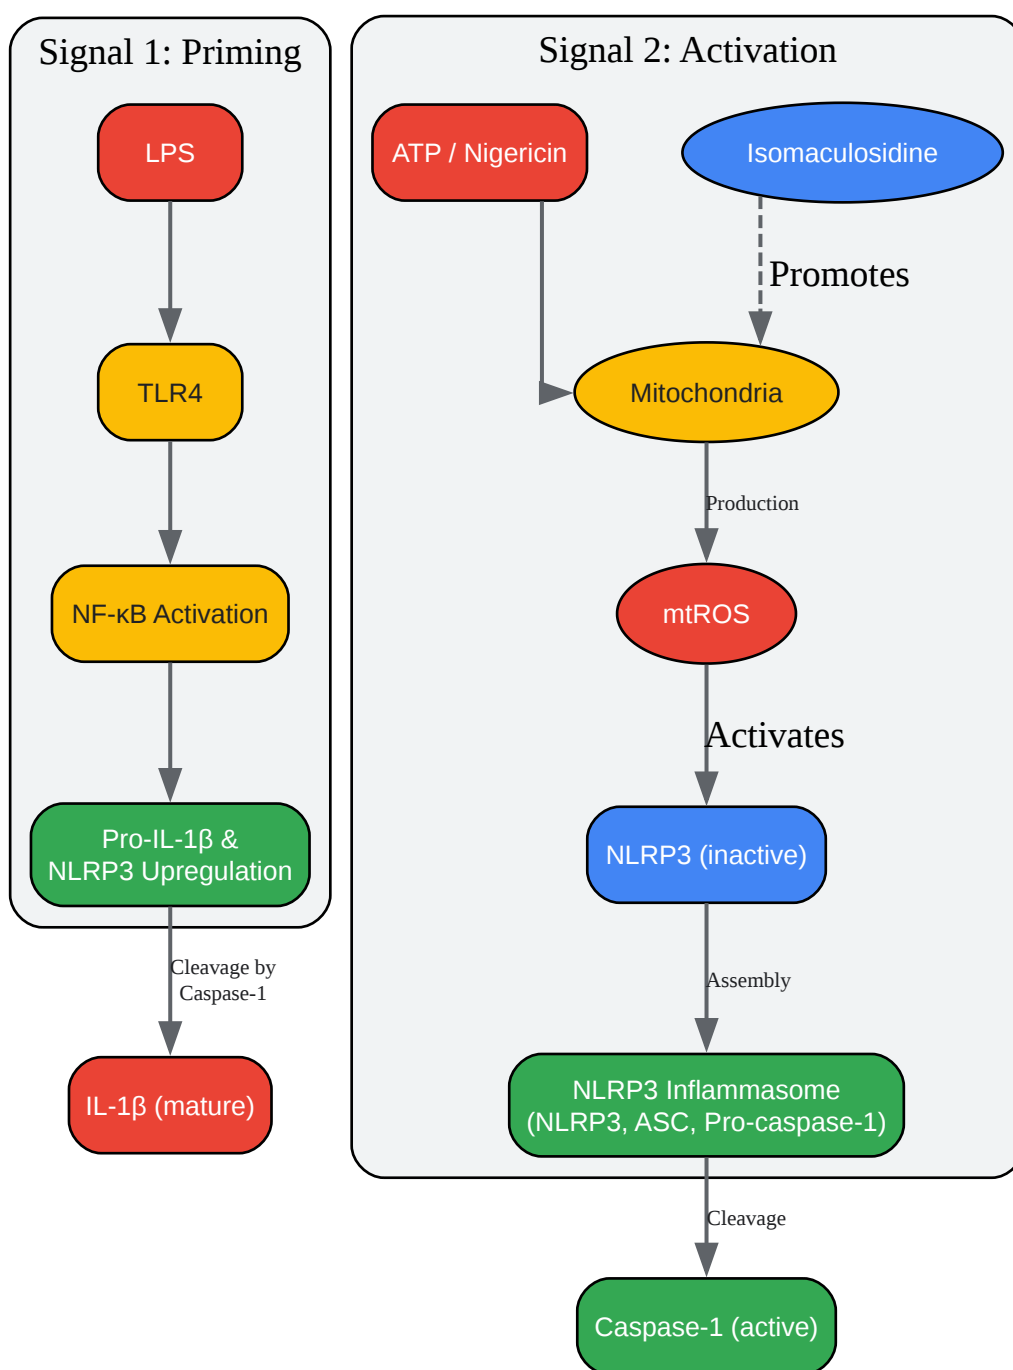 Signal 1: Priming
LPS
TLR4
NF-κB Activation
Pro-IL-1β &
NLRP3 Upregulation
Cleavage by
Caspase-1
IL-1β (mature)
Signal 2: Activation
ATP / Nigericin
Isomaculosidine
Promotes
Mitochondria
Production
mtROS
Activates
NLRP3 (inactive)
Assembly
NLRP3 Inflammasome
(NLRP3, ASC, Pro-caspase-1)
Cleavage
Caspase-1 (active)